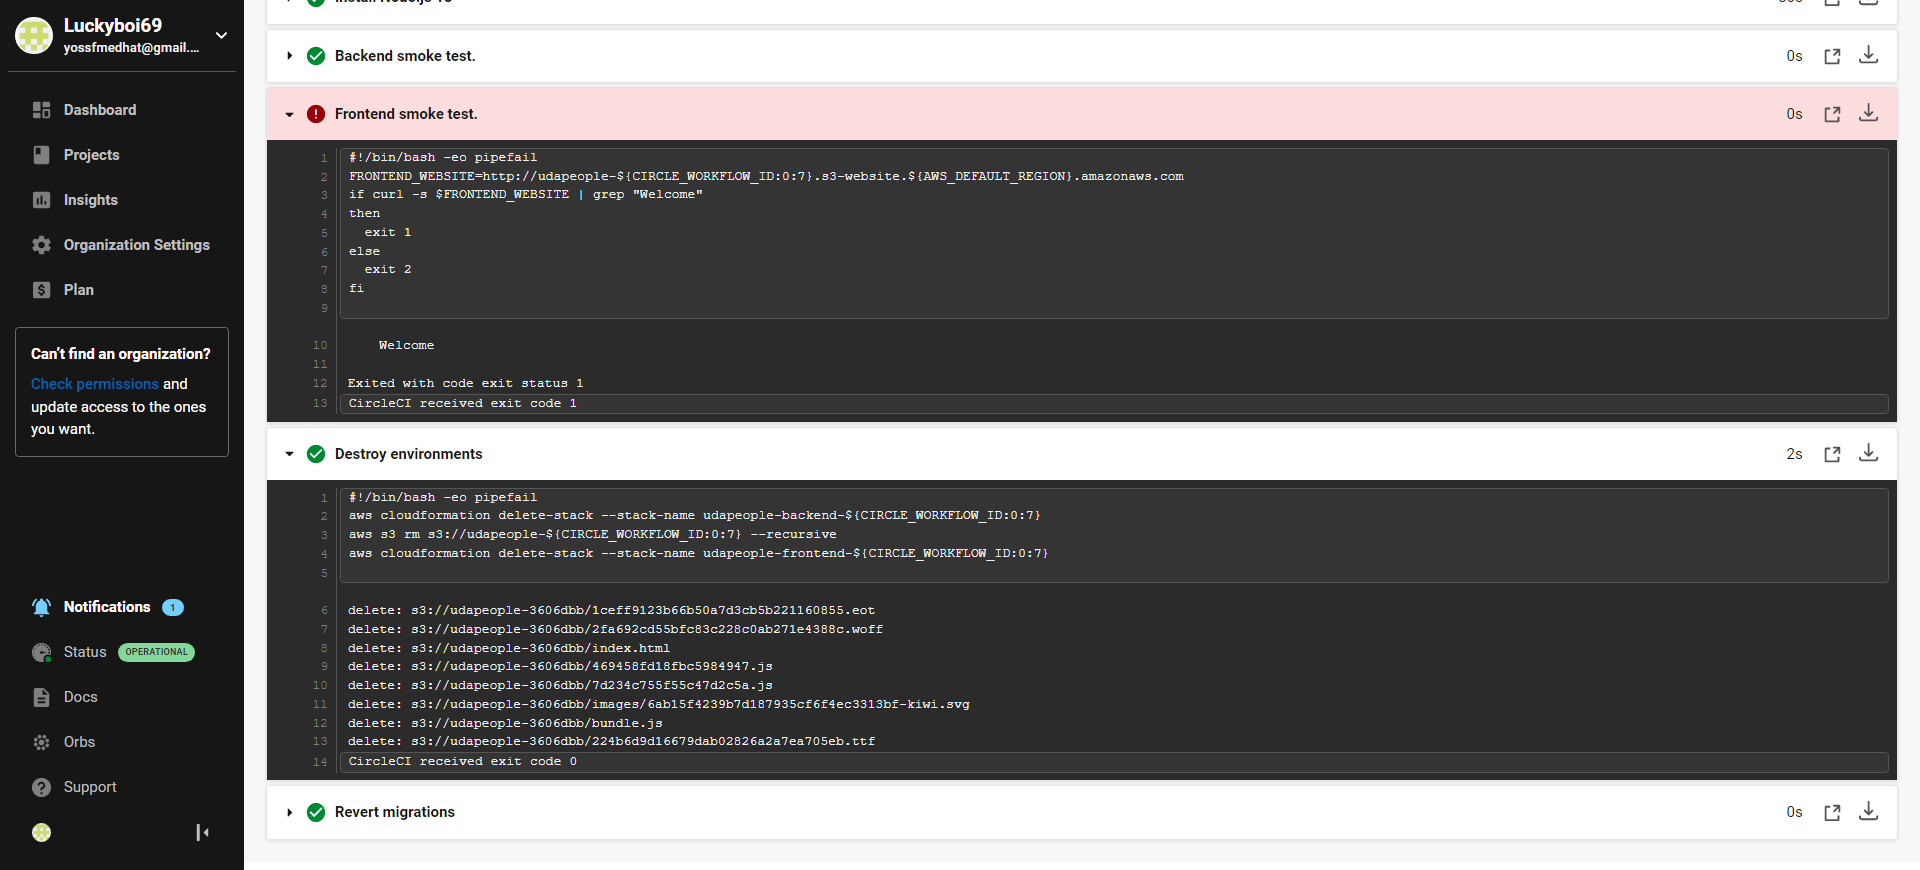 Luckyboi69
yossfmedhat@gmail....
Dashboard
Projects
Insights
Organization Settings
Plan
Can't find an organization?
Check permissions and
update access to the ones
you want.
Notifications 1
Status OPERATIONAL
Docs
Orbs
Support
Backend smoke test. 0s
Frontend smoke test. 0s
1 #!/bin/bash -eo pipefail
2 FRONTEND_WEBSITE=http://udapeople-${CIRCLE_WORKFLOW_ID:0:7}.s3-website.${AWS_DEFAULT_REGION}.amazonaws.com
3 if curl -s $FRONTEND_WEBSITE | grep "Welcome"
4 then
5 exit 1
6 else
7 exit 2
8 fi
9
10 Welcome
11
12 Exited with code exit status 1
13 CircleCI received exit code 1
Destroy environments 2s
1 #!/bin/bash -eo pipefail
2 aws cloudformation delete-stack --stack-name udapeople-backend-${CIRCLE_WORKFLOW_ID:0:7}
3 aws s3 rm s3://udapeople-${CIRCLE_WORKFLOW_ID:0:7} --recursive
4 aws cloudformation delete-stack --stack-name udapeople-frontend-${CIRCLE_WORKFLOW_ID:0:7}
5
6 delete: s3://udapeople-3606dbb/1ceff9123b66b50a7d3cb5b221160855.eot
7 delete: s3://udapeople-3606dbb/2fa692cd55bfc83c228c0ab271e4388c.woff
8 delete: s3://udapeople-3606dbb/index.html
9 delete: s3://udapeople-3606dbb/469458fd18fbc5984947.js
10 delete: s3://udapeople-3606dbb/7d234c755f55c47d2c5a.js
11 delete: s3://udapeople-3606dbb/images/6ab15f4239b7d187935cf6f4ec3313bf-kiwi.svg
12 delete: s3://udapeople-3606dbb/bundle.js
13 delete: s3://udapeople-3606dbb/224b6d9d16679dab02826a2a7ea705eb.ttf
14 CircleCI received exit code 0
Revert migrations 0s